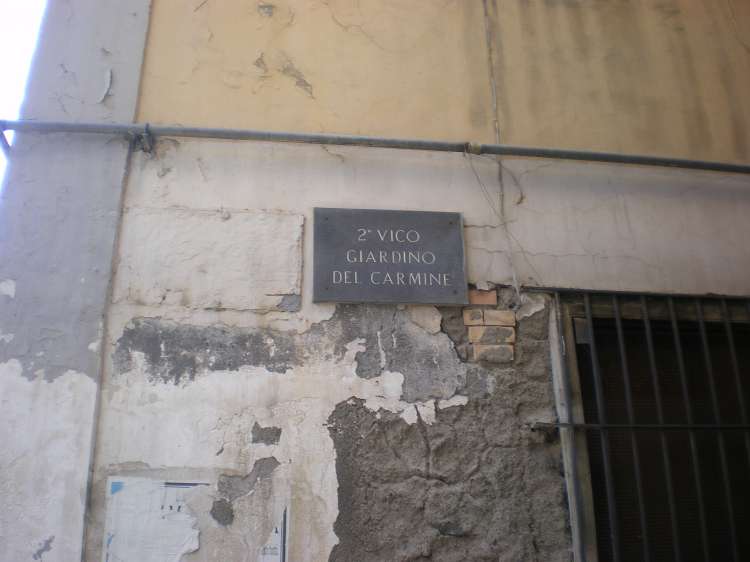 2° VICO
GIARDINO
DEL CARMINE